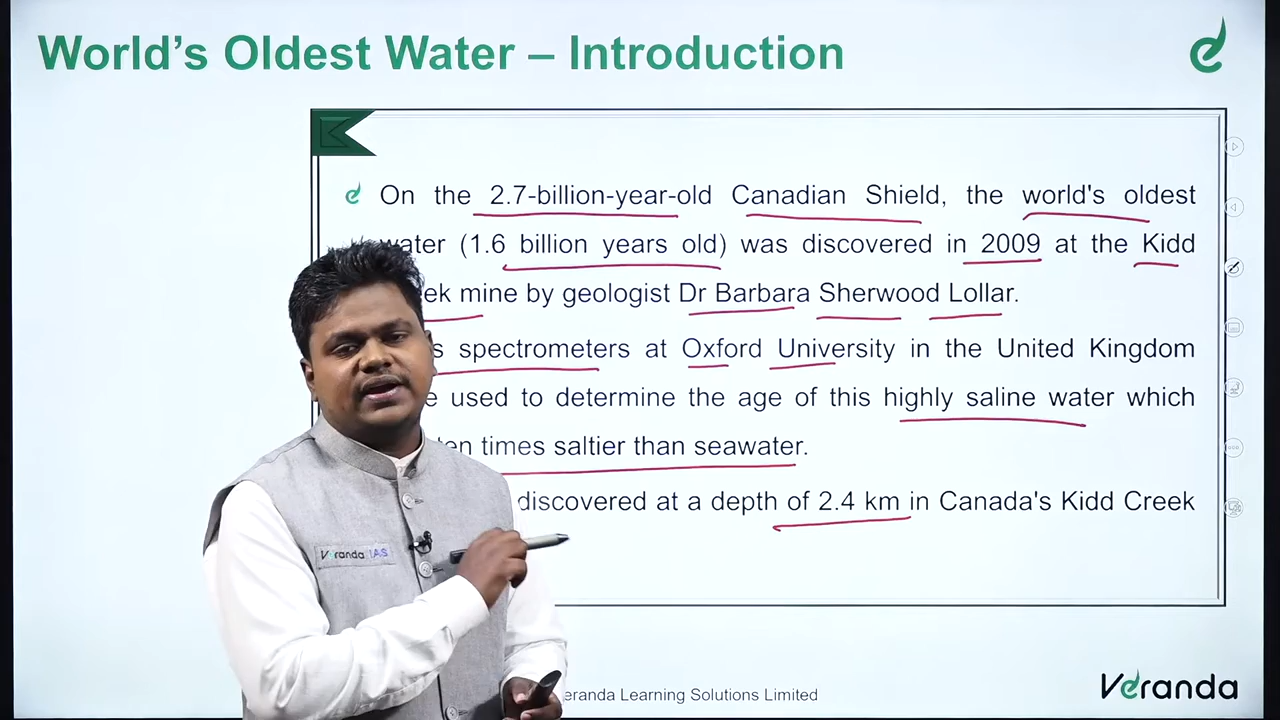 World's Oldest Water – Introduction
On the 2.7-billion-year-old Canadian Shield, the world's oldest
water (1.6 billion years old) was discovered in 2009 at the Kidd
mine by geologist Dr Barbara Sherwood Lollar.
spectrometers at Oxford University in the United Kingdom
used to determine the age of this highly saline water which
times saltier than seawater.
discovered at a depth of 2.4 km in Canada's Kidd Creek
Veranda IAS
Learning Solutions Limited
Veranda